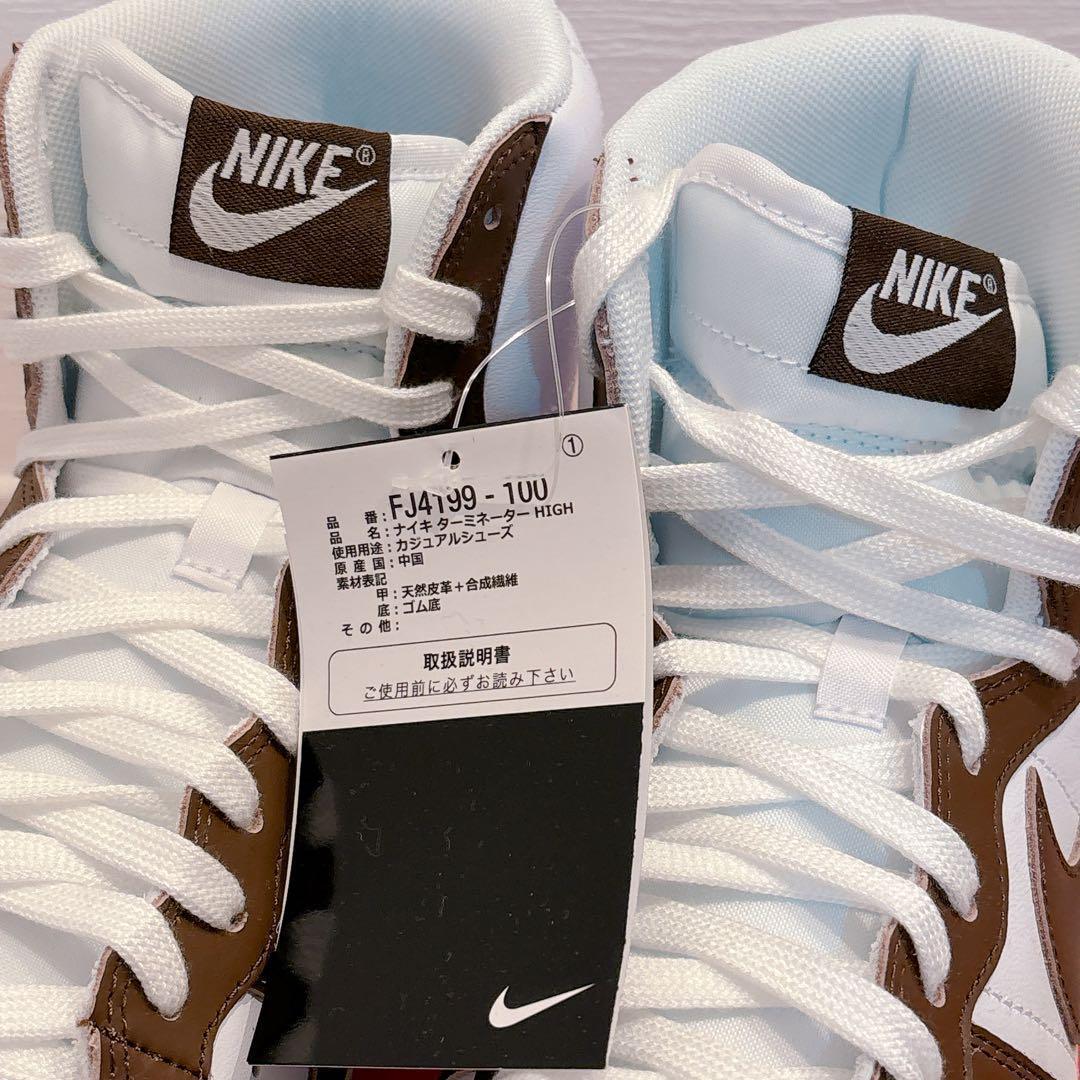 NIKE®
NIKE®
①
品 番：FJ4199 - 100
品 名：ナイキ ターミネーター HIGH
使用用途：カジュアルシューズ
原 産 国：中国
素材表記
甲：天然皮革＋合成繊維
底：ゴム底
そ の 他：
取扱説明書
ご使用前に必ずお読み下さい